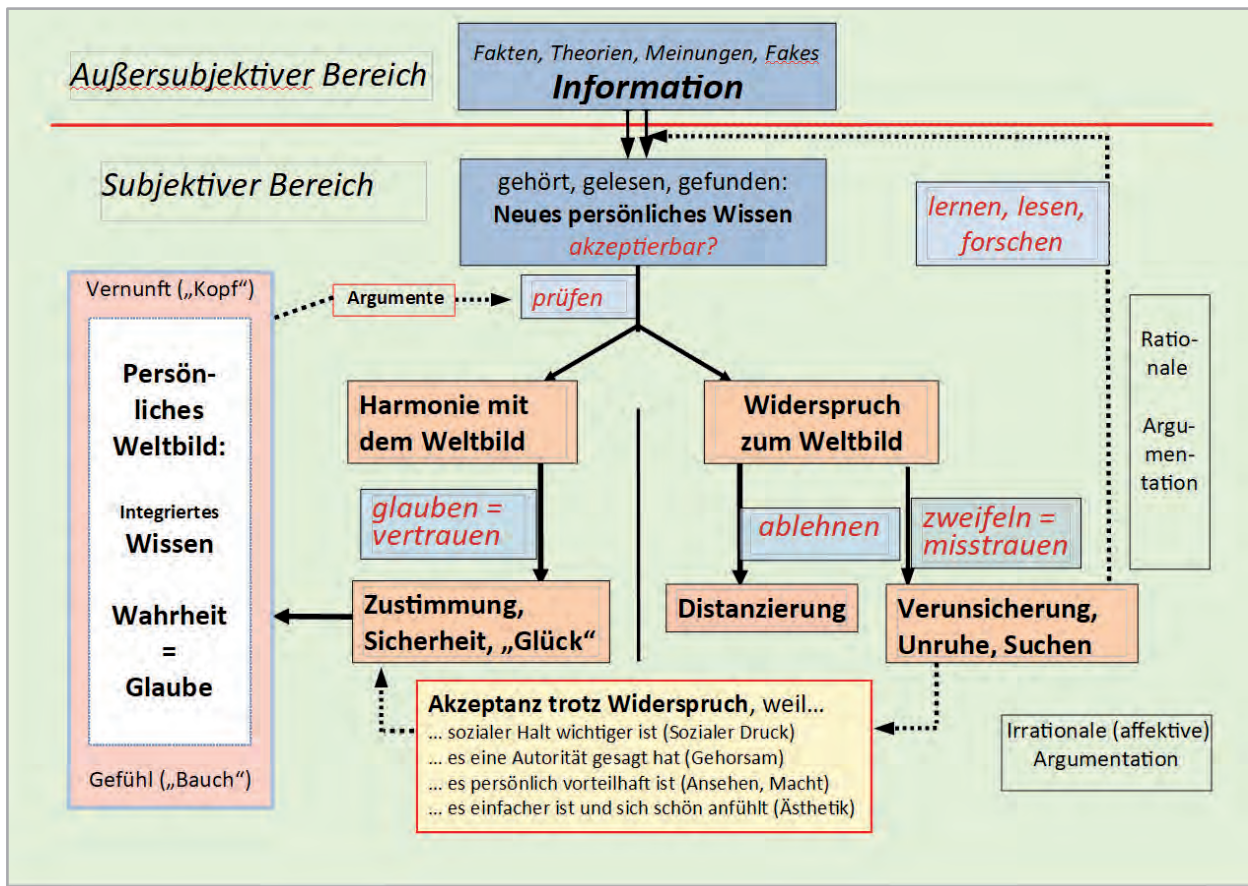 Außersubjektiver Bereich
Fakten, Theorien, Meinungen, Fakes
Information
Subjektiver Bereich
gehört, gelesen, gefunden:
Neues persönliches Wissen
akzeptierbar?
lernen, lesen,
forschen
Vernunft („Kopf“)
Argumente
prüfen
Persön-
liches
Weltbild:
Integriertes
Wissen
Wahrheit
=
Glaube
Gefühl („Bauch“)
Harmonie mit
dem Weltbild
Widerspruch
zum Weltbild
Ratio-
nale
Argu-
men-
tation
glauben =
vertrauen
ablehnen
zweifeln =
misstrauen
Zustimmung,
Sicherheit, „Glück“
Distanzierung
Verunsicherung,
Unruhe, Suchen
Akzeptanz trotz Widerspruch, weil...
... sozialer Halt wichtiger ist (Sozialer Druck)
... es eine Autorität gesagt hat (Gehorsam)
... es persönlich vorteilhaft ist (Ansehen, Macht)
... es einfacher ist und sich schön anfühlt (Ästhetik)
Irrationale (affektive)
Argumentation